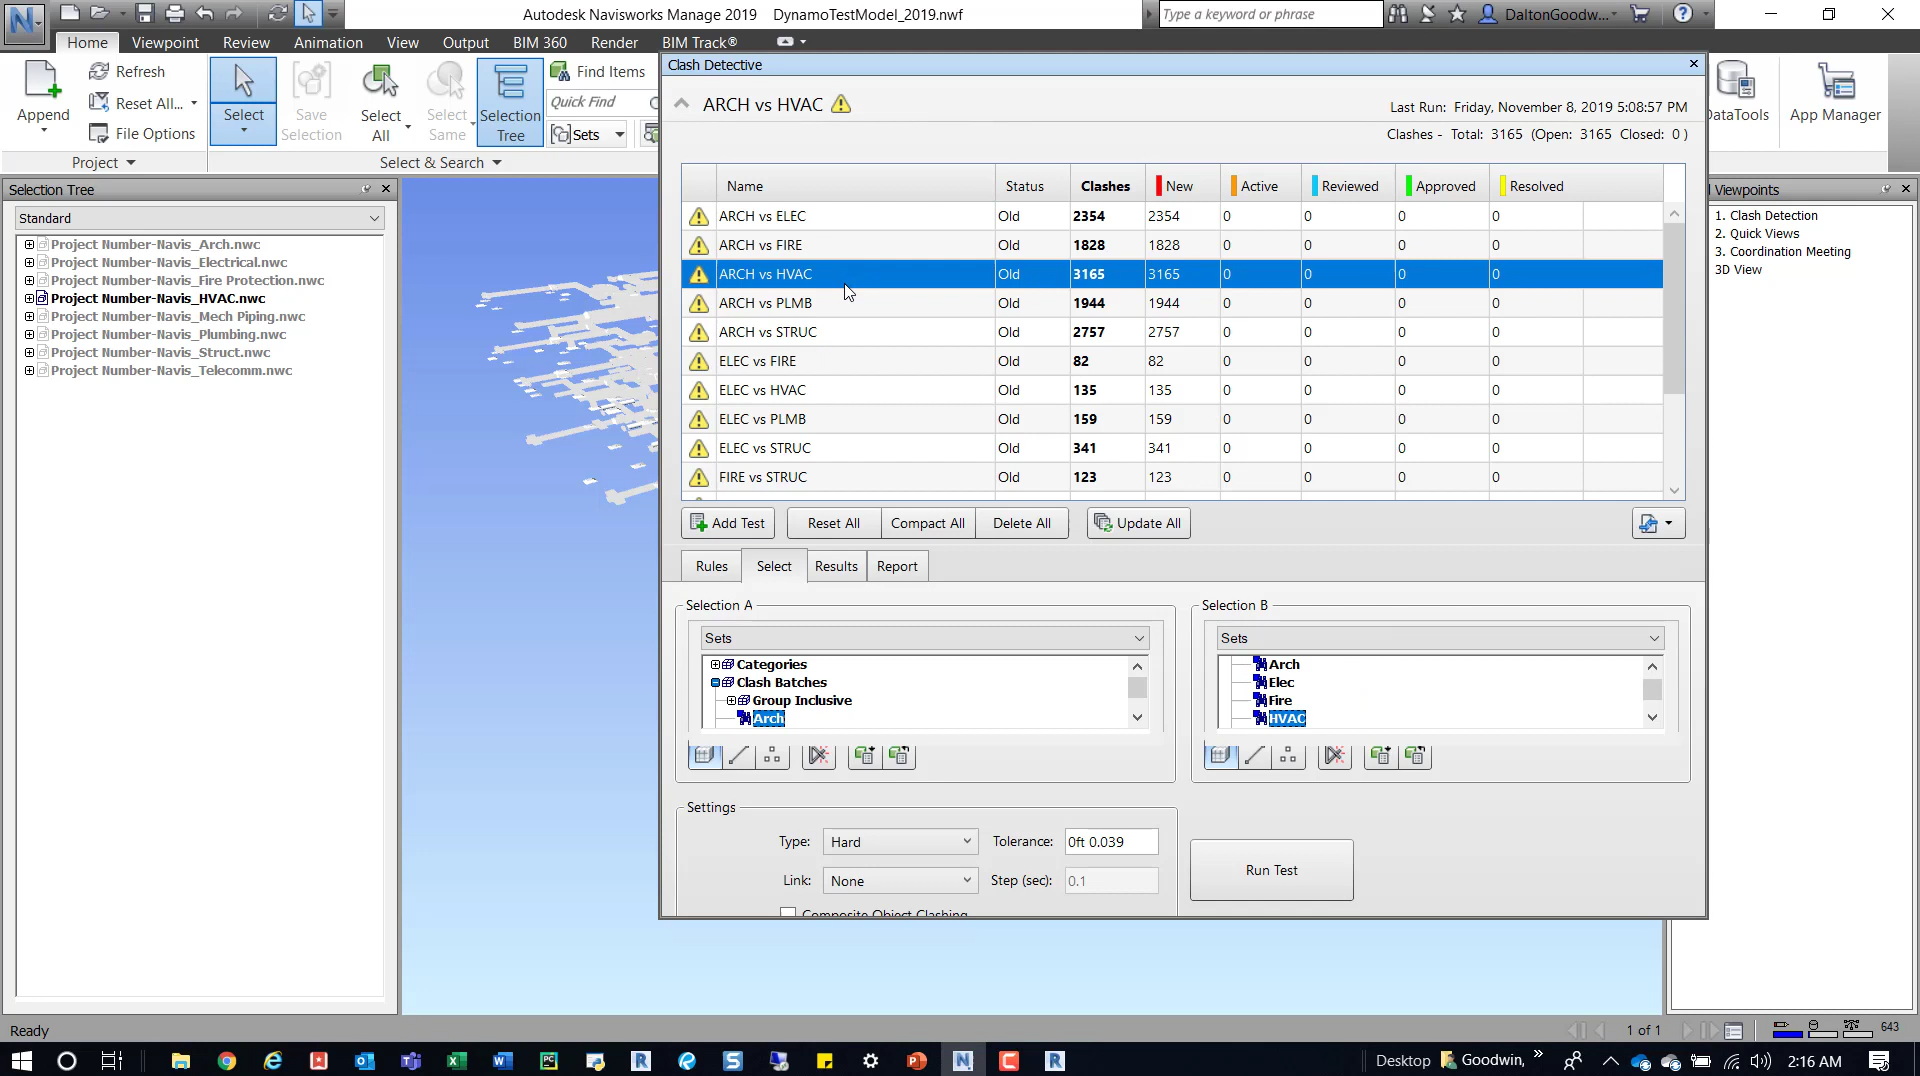 Autodesk Navisworks Manage 2019 DynamoTestModel_2019.nwf
Type a keyword or phrase
DaltonGoodw...
Home Viewpoint Review Animation View Output BIM 360 Render BIM Track®
Append
Refresh
Reset All...
File Options
Project
Select
Save Selection
Select All
Select Same
Selection Tree
Find Items
Quick Find
Sets
Select & Search
DataTools
App Manager
Selection Tree
Standard
Project Number-Navis_Arch.nwc
Project Number-Navis_Electrical.nwc
Project Number-Navis_Fire Protection.nwc
Project Number-Navis_HVAC.nwc
Project Number-Navis_Mech Piping.nwc
Project Number-Navis_Plumbing.nwc
Project Number-Navis_Struct.nwc
Project Number-Navis_Telecomm.nwc
Clash Detective
ARCH vs HVAC
Last Run: Friday, November 8, 2019 5:08:57 PM
Clashes - Total: 3165 (Open: 3165 Closed: 0 )
Name Status Clashes New Active Reviewed Approved Resolved
ARCH vs ELEC Old 2354 2354 0 0 0 0
ARCH vs FIRE Old 1828 1828 0 0 0 0
ARCH vs HVAC Old 3165 3165 0 0 0 0
ARCH vs PLMB Old 1944 1944 0 0 0 0
ARCH vs STRUC Old 2757 2757 0 0 0 0
ELEC vs FIRE Old 82 82 0 0 0 0
ELEC vs HVAC Old 135 135 0 0 0 0
ELEC vs PLMB Old 159 159 0 0 0 0
ELEC vs STRUC Old 341 341 0 0 0 0
FIRE vs STRUC Old 123 123 0 0 0 0
Add Test Reset All Compact All Delete All Update All
Rules Select Results Report
Selection A
Sets
Categories
Clash Batches
Group Inclusive
Arch
Selection B
Sets
Arch
Elec
Fire
HVAC
Settings
Type: Hard Tolerance: 0ft 0.039
Link: None Step (sec): 0.1
Composite Object Clashing
Run Test
Viewpoints
1. Clash Detection
2. Quick Views
3. Coordination Meeting
3D View
Ready
1 of 1
643
Desktop Goodwin, 2:16 AM